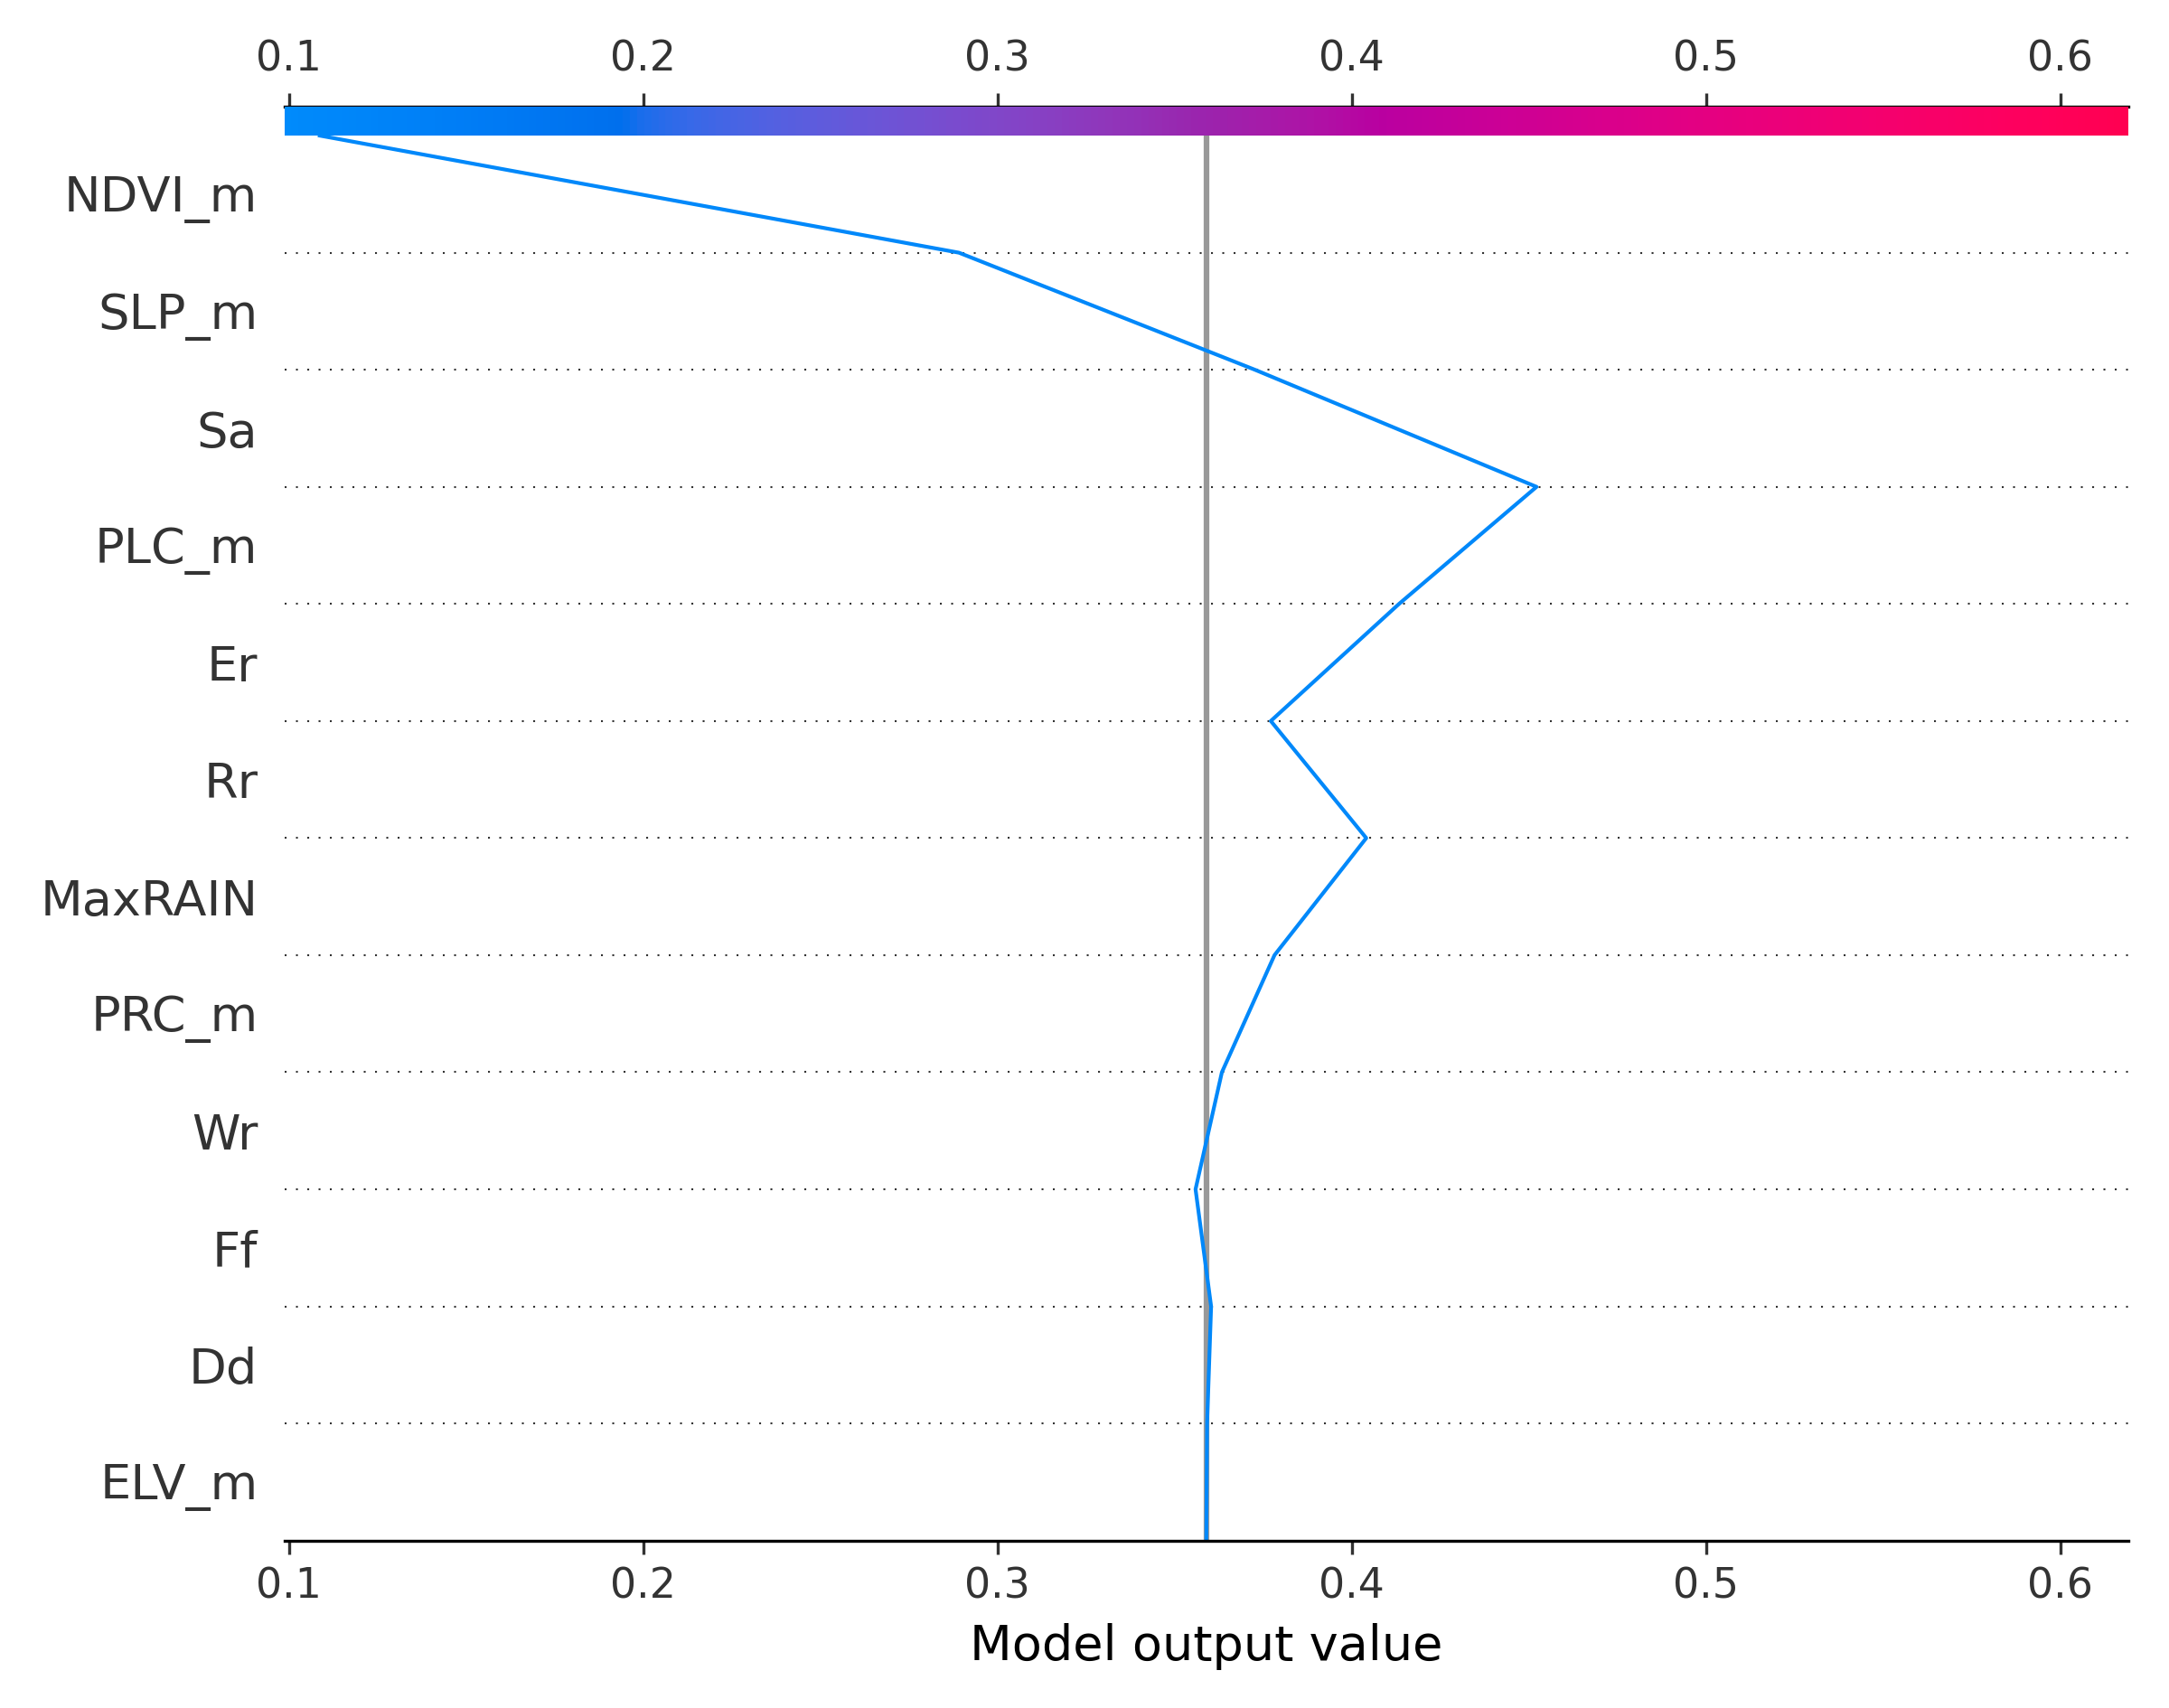 0.1 0.2 0.3 0.4 0.5 0.6
NDVI_m
SLP_m
Sa
PLC_m
Er
Rr
MaxRAIN
PRC_m
Wr
Ff
Dd
ELV_m
0.1 0.2 0.3 0.4 0.5 0.6
Model output value